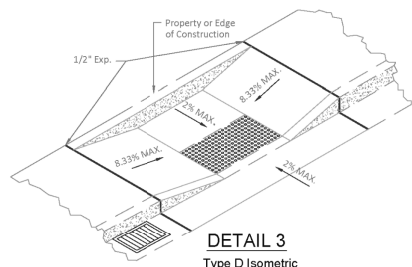 Property or Edge
of Construction
1/2" Exp.
8.33% MAX.
2% MAX.
8.33% MAX.
2% MAX.
DETAIL 3
Type D Isometric